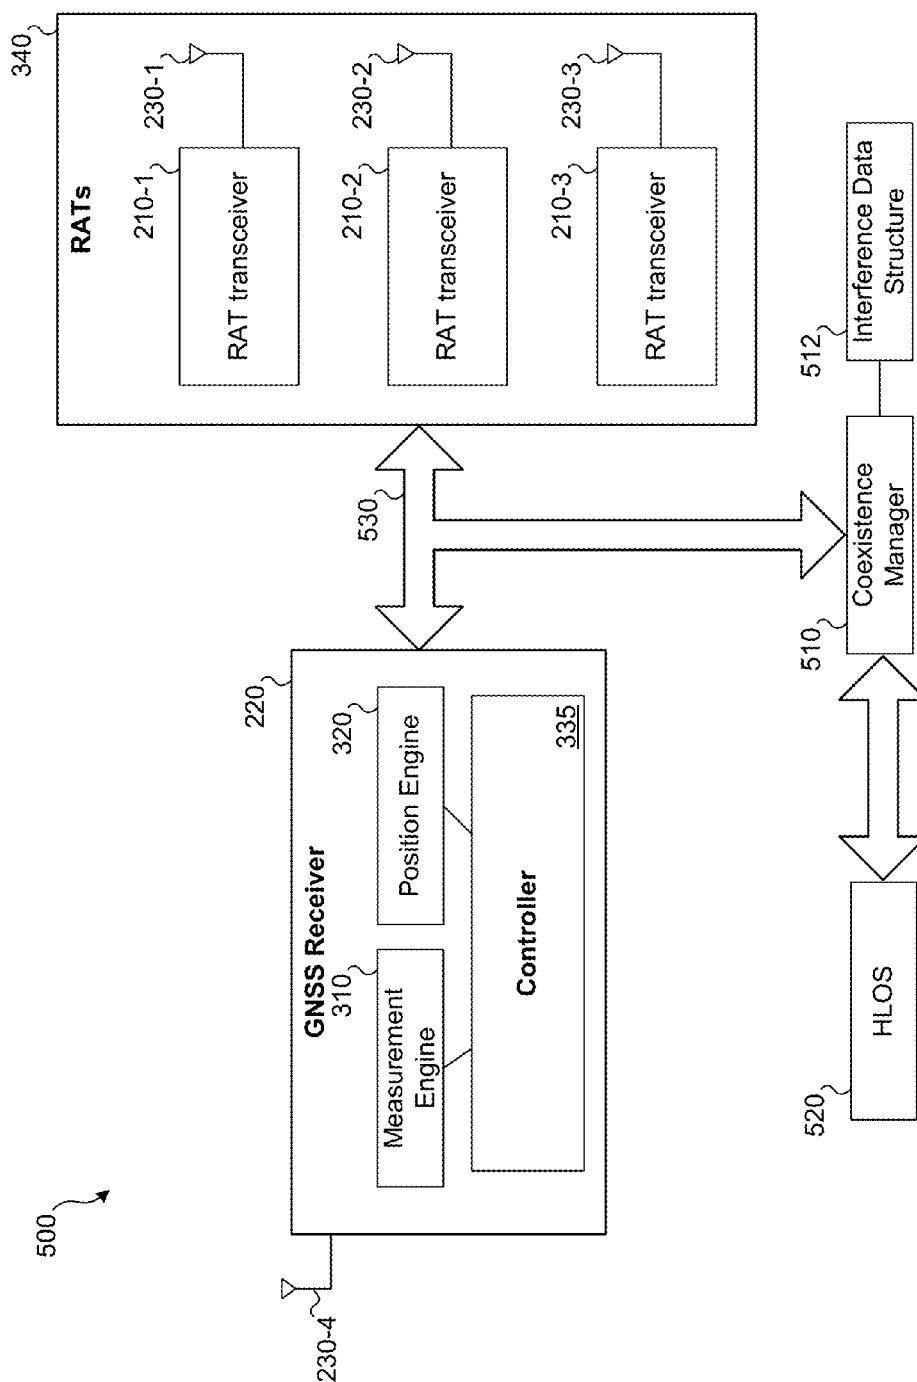 500
230-4
GNSS Receiver
220
Measurement
Engine
310
Position Engine
320
Controller
335
530
340
RATs
210-1
230-1
RAT transceiver
210-2
230-2
RAT transceiver
210-3
230-3
RAT transceiver
520
HLOS
510
Coexistence
Manager
512
Interference Data
Structure